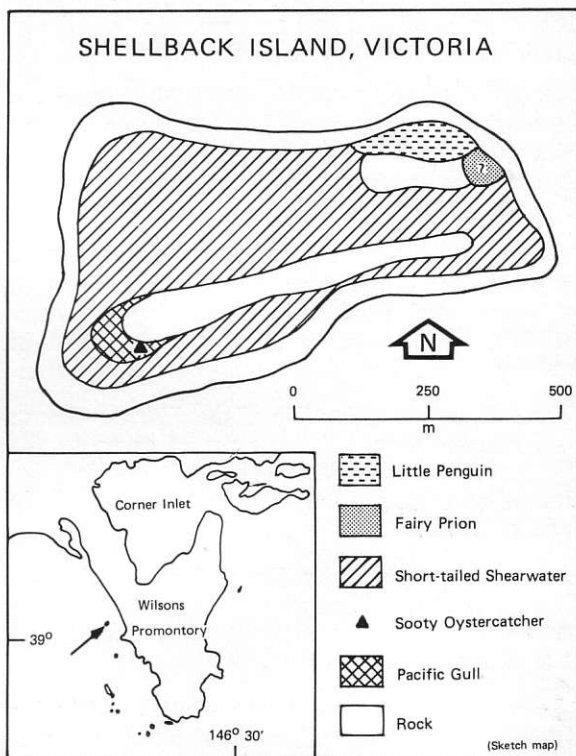 SHELLBACK ISLAND, VICTORIA
?
N
0 250 500
m
Corner Inlet
Wilsons
Promontory
39°
146° 30'
Little Penguin
Fairy Prion
Short-tailed Shearwater
Sooty Oystercatcher
Pacific Gull
Rock
(Sketch map)